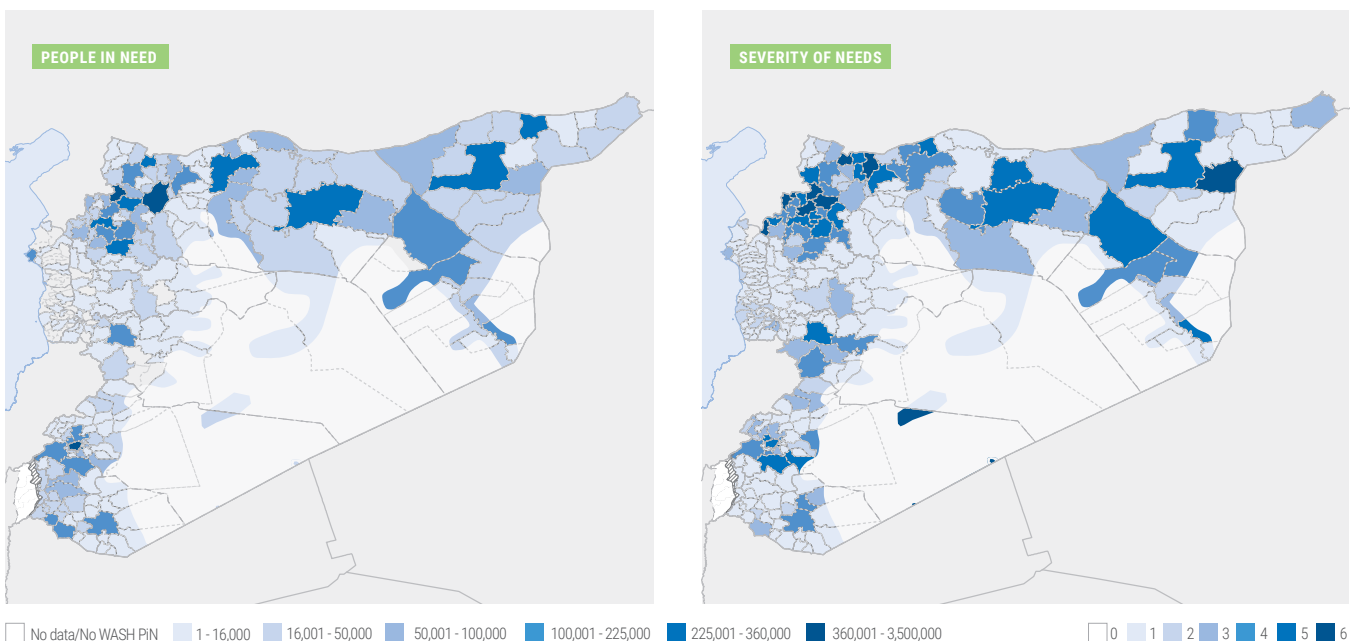 PEOPLE IN NEED
SEVERITY OF NEEDS
No data/No WASH PiN 1 - 16,000 16,001 - 50,000 50,001 - 100,000 100,001 - 225,000 225,001 - 360,000 360,001 - 3,500,000
0 1 2 3 4 5 6